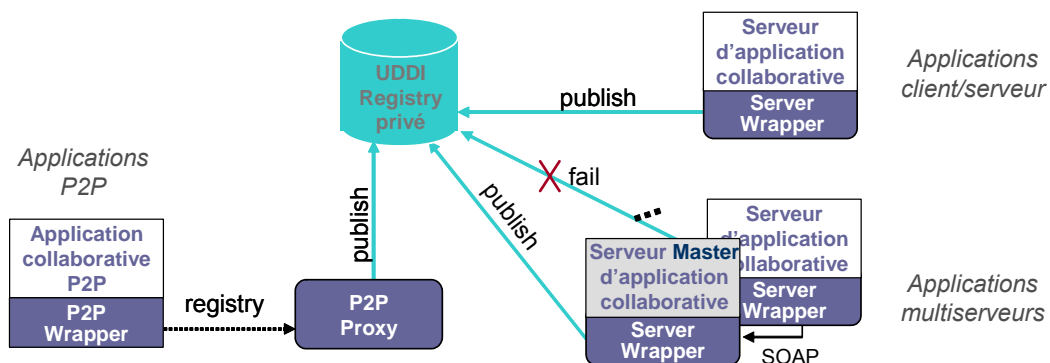 UDDI
Registry
privé
Serveur
d'application
collaborative
Server
Wrapper
Applications
client/serveur
publish
Applications
P2P
fail
publish
publish
Application
collaborative
P2P
P2P
Wrapper
registry
P2P
Proxy
Serveur
d'application
collaborative
Server
Wrapper
Serveur Master
d'application
collaborative
Server
Wrapper
SOAP
Applications
multiserveurs